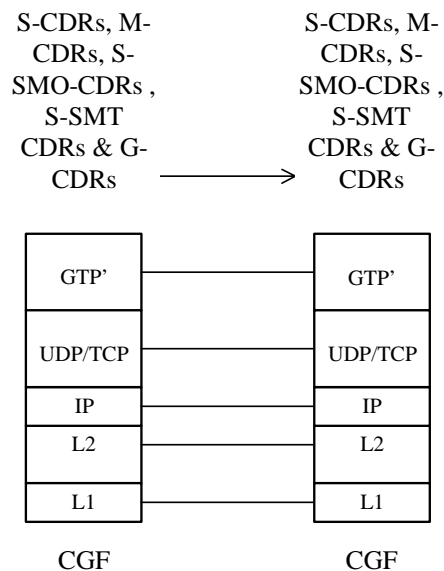 S-CDRs, M-
CDRs, S-
SMO-CDRs ,
S-SMT
CDRs & G-
CDRs
S-CDRs, M-
CDRs, S-
SMO-CDRs ,
S-SMT
CDRs & G-
CDRs
GTP’
UDP/TCP
IP
L2
L1
CGF
GTP’
UDP/TCP
IP
L2
L1
CGF